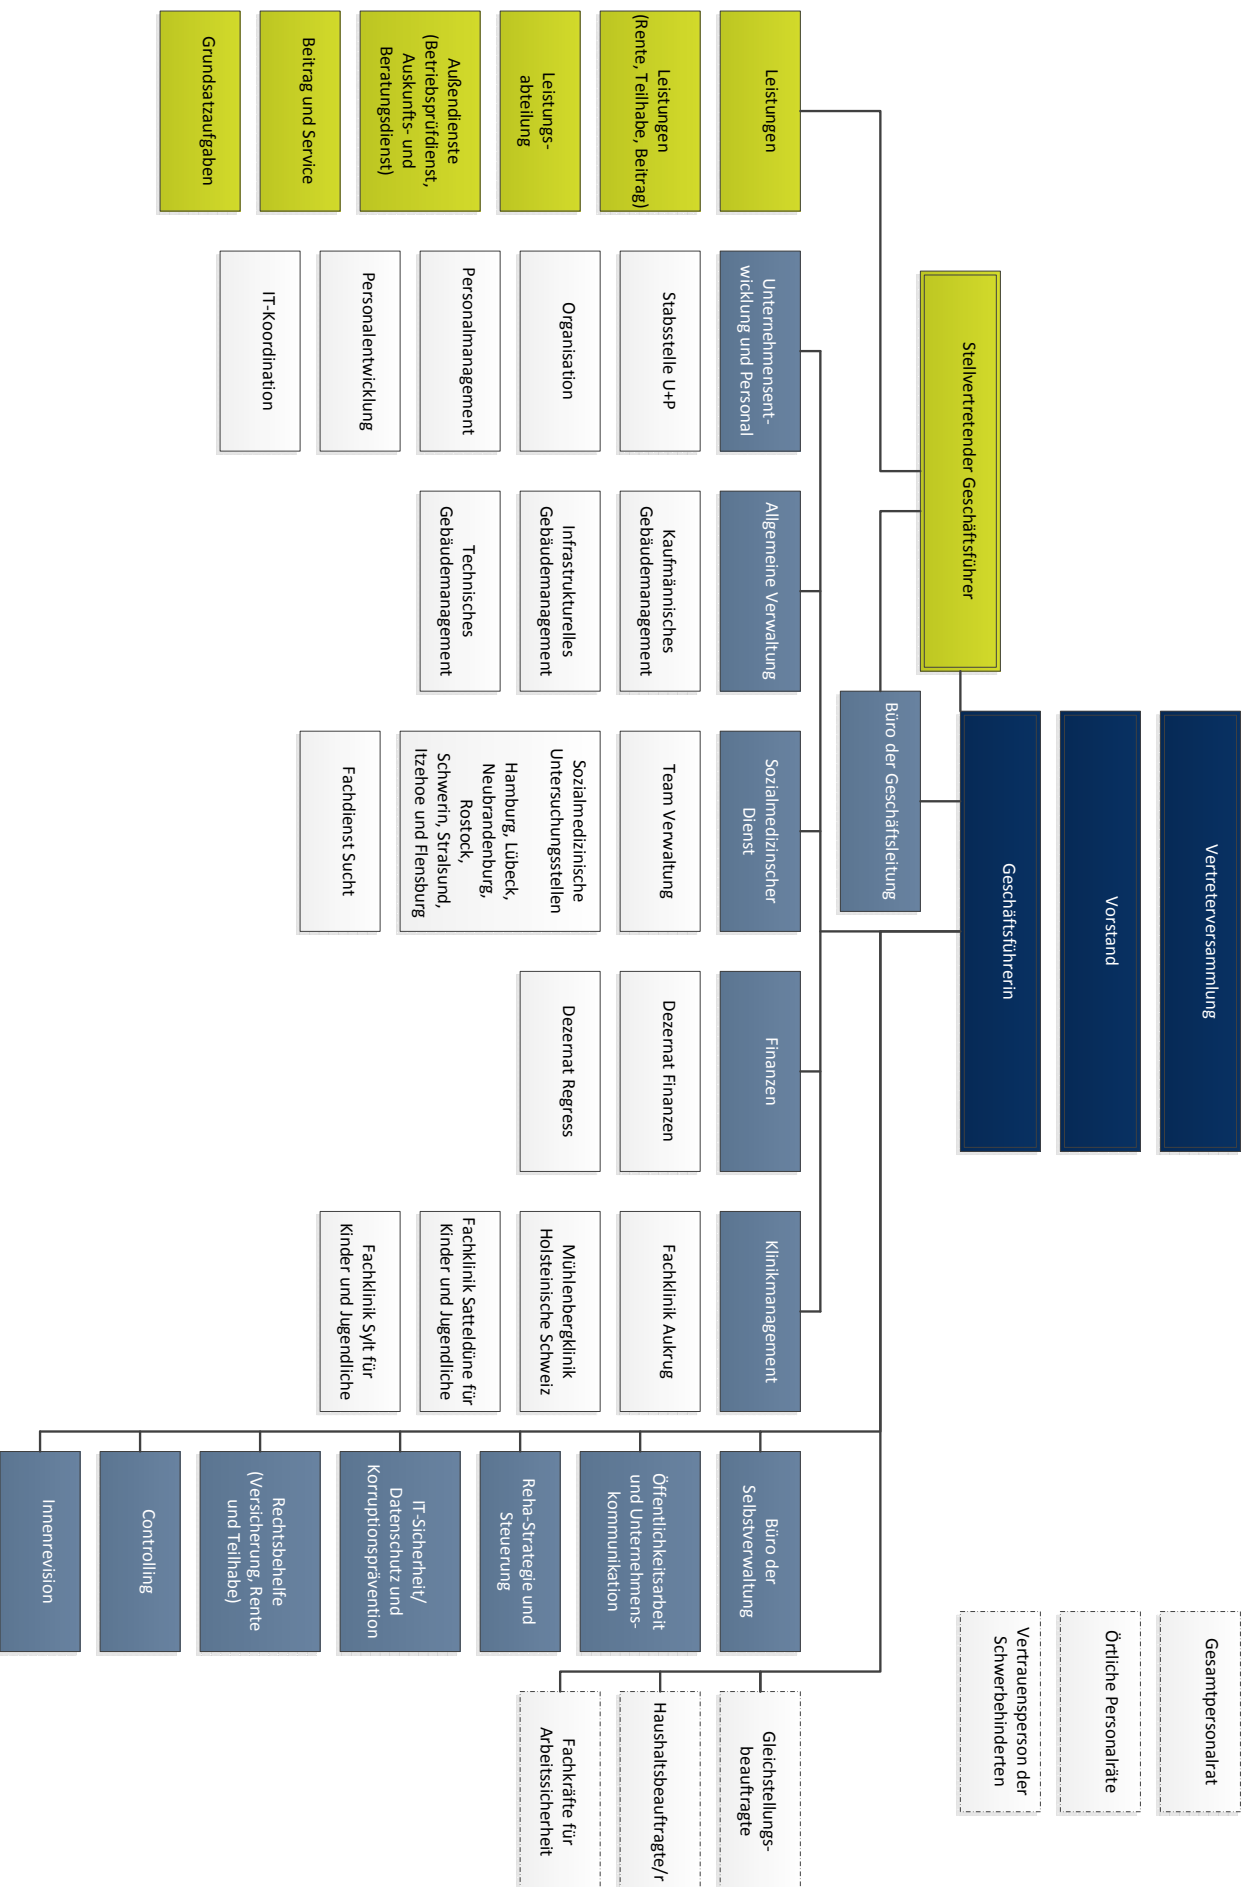 Vertreterversammlung
Vorstand
Geschäftsführerin
Gesamtpersonalrat
Örtliche Personalräte
Vertrauensperson der
Schwerbehinderten
Stellvertretender Geschäftsführer
Büro der Geschäftsleitung
Leistungen
Leistungen
(Rente, Teilhabe, Beitrag)
Leistungs-
abteilung
Außendienste
(Betriebsprüfdienst,
Auskunfts- und
Beratungsdienst)
Beitrag und Service
Grundsatzaufgaben
Unternehmensent-
wicklung und Personal
Stabsstelle U+P
Organisation
Personalmanagement
Personalentwicklung
IT-Koordination
Allgemeine Verwaltung
Kaufmännisches
Gebäudemanagement
Infrastrukturelles
Gebäudemanagement
Technisches
Gebäudemanagement
Sozialmedizinscher
Dienst
Team Verwaltung
Sozialmedizinische
Untersuchungsstellen
Hamburg, Lübeck,
Neubrandenburg,
Rostock,
Schwerin, Stralsund,
Itzehoe und Flensburg
Fachdienst Sucht
Finanzen
Dezernat Finanzen
Dezernat Regress
Klinikmanagement
Fachklinik Aukrug
Mühlenbergklinik
Holsteinische Schweiz
Fachklinik Satteldüne für
Kinder und Jugendliche
Fachklinik Sylt für
Kinder und Jugendliche
Büro der
Selbstverwaltung
Öffentlichkeitsarbeit
und Unternehmens-
kommunikation
Reha-Strategie und
Steuerung
IT-Sicherheit/
Datenschutz und
Korruptionsprävention
Rechtsbehelfe
(Versicherung, Rente
und Teilhabe)
Controlling
Innenrevision
Gleichstellungs-
beauftragte
Haushaltsbeauftragte/r
Fachkräfte für
Arbeitssicherheit